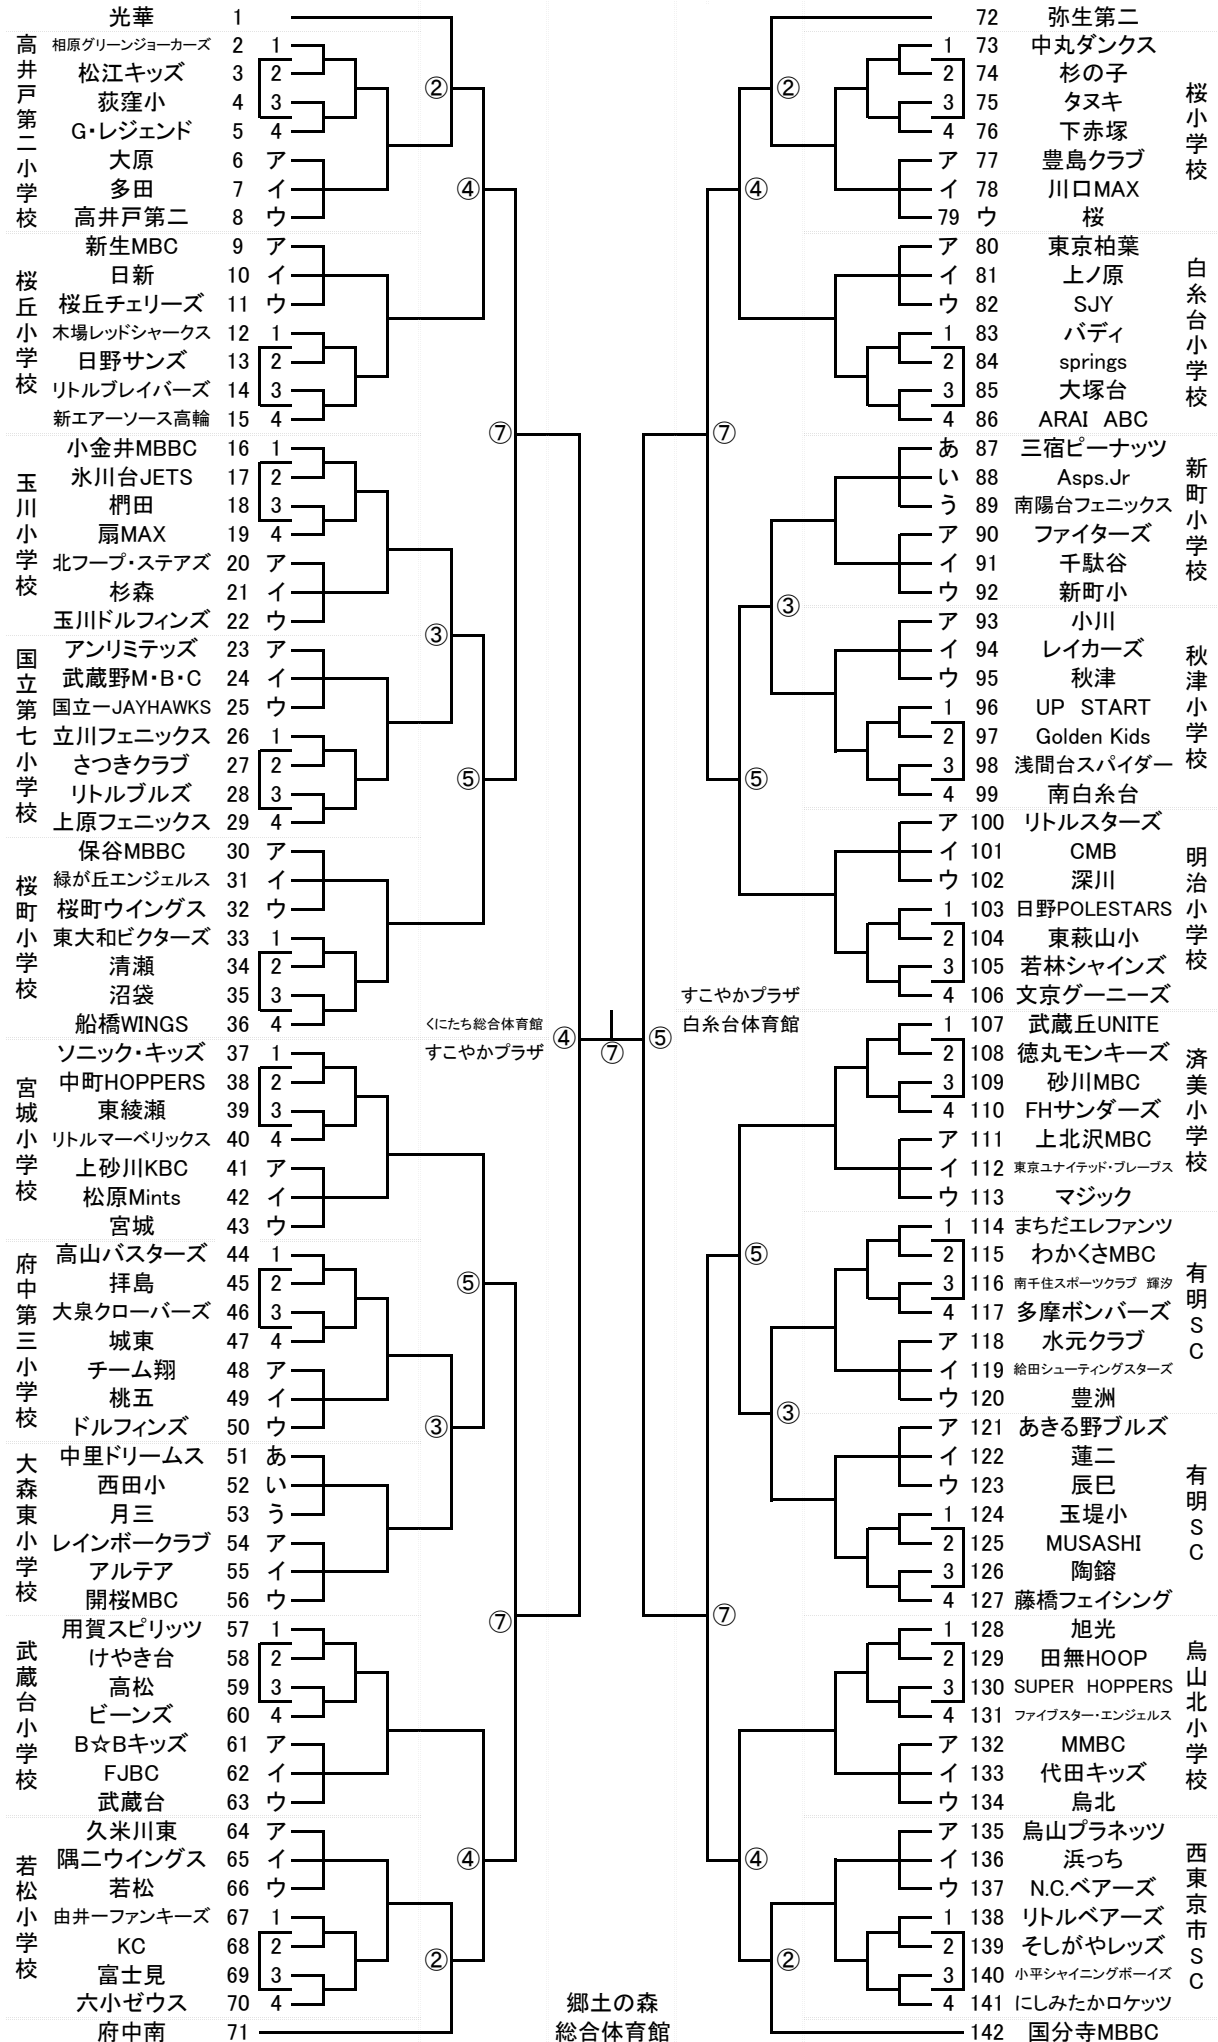 光華 1
高井戸第二小学校
相原グリーンジョーカーズ 2 1
松江キッズ 3 2
荻窪小 4 3
G・レジェンド 5 4
大原 6 ア
多田 7 イ
高井戸第二 8 ウ
桜丘小学校
新生MBC 9 ア
日新 10 イ
桜丘チェリーズ 11 ウ
木場レッドシャークス 12 1
日野サンズ 13 2
リトルブレイバーズ 14 3
新エアーソース高輪 15 4
玉川小学校
小金井MBBC 16 1
氷川台JETS 17 2
椚田 18 3
扇MAX 19 4
北フープ・ステアズ 20 ア
杉森 21 イ
玉川ドルフィンズ 22 ウ
国立第七小学校
アンリミテッズ 23 ア
武蔵野M・B・C 24 イ
国立一JAYHAWKS 25 ウ
立川フェニックス 26 1
さつきクラブ 27 2
リトルブルズ 28 3
上原フェニックス 29 4
桜町小学校
保谷MBBC 30 ア
緑が丘エンジェルス 31 イ
桜町ウイングス 32 ウ
東大和ビクターズ 33 1
清瀬 34 2
沼袋 35 3
船橋WINGS 36 4
宮城小学校
ソニック・キッズ 37 1
中町HOPPERS 38 2
東綾瀬 39 3
リトルマーベリックス 40 4
上砂川KBC 41 ア
松原Mints 42 イ
宮城 43 ウ
府中第三小学校
高山バスターズ 44 1
拝島 45 2
大泉クローバーズ 46 3
城東 47 4
チーム翔 48 ア
桃五 49 イ
ドルフィンズ 50 ウ
大森東小学校
中里ドリームス 51 あ
西田小 52 い
月三 53 う
レインボークラブ 54 ア
アルテア 55 イ
開桜MBC 56 ウ
武蔵台小学校
用賀スピリッツ 57 1
けやき台 58 2
高松 59 3
ビーンズ 60 4
B☆Bキッズ 61 ア
FJBC 62 イ
武蔵台 63 ウ
若松小学校
久米川東 64 ア
隅二ウイングス 65 イ
若松 66 ウ
由井一ファンキーズ 67 1
KC 68 2
富士見 69 3
六小ゼウス 70 4
府中南 71
②
④
⑦
③
⑤
⑤
③
⑦
④
②
くにたち総合体育館
すこやかプラザ
④
⑦
⑤
すこやかプラザ
白糸台体育館
郷土の森
総合体育館
②
④
⑦
③
⑤
⑤
③
⑦
④
②
72 弥生第二
1 73 中丸ダンクス
2 74 杉の子
3 75 タヌキ
4 76 下赤塚
ア 77 豊島クラブ
イ 78 川口MAX
79 ウ 桜
桜小学校
ア 80 東京柏葉
イ 81 上ノ原
ウ 82 SJY
1 83 バディ
2 84 springs
3 85 大塚台
4 86 ARAI ABC
白糸台小学校
あ 87 三宿ピーナッツ
い 88 Asps.Jr
う 89 南陽台フェニックス
ア 90 ファイターズ
イ 91 千駄谷
ウ 92 新町小
新町小学校
ア 93 小川
イ 94 レイカーズ
ウ 95 秋津
1 96 UP START
2 97 Golden Kids
3 98 浅間台スパイダー
4 99 南白糸台
秋津小学校
ア 100 リトルスターズ
イ 101 CMB
ウ 102 深川
1 103 日野POLESTARS
2 104 東萩山小
3 105 若林シャインズ
4 106 文京グーニーズ
明治小学校
1 107 武蔵丘UNITE
2 108 徳丸モンキーズ
3 109 砂川MBC
4 110 FHサンダーズ
ア 111 上北沢MBC
イ 112 東京ユナイテッド・ブレーブス
ウ 113 マジック
済美小学校
1 114 まちだエレファンツ
2 115 わかくさMBC
3 116 南千住スポーツクラブ 輝汐
4 117 多摩ボンバーズ
ア 118 水元クラブ
イ 119 給田シューティングスターズ
ウ 120 豊洲
有明SC
ア 121 あきる野ブルズ
イ 122 蓮二
ウ 123 辰巳
1 124 玉堤小
2 125 MUSASHI
3 126 陶鎔
4 127 藤橋フェイシング
有明SC
1 128 旭光
2 129 田無HOOP
3 130 SUPER HOPPERS
4 131 ファイブスター・エンジェルス
ア 132 MMBC
イ 133 代田キッズ
ウ 134 烏北
烏山北小学校
ア 135 烏山プラネッツ
イ 136 浜っち
ウ 137 N.C.ベアーズ
1 138 リトルベアーズ
2 139 そしがやレッズ
3 140 小平シャイニングボーイズ
4 141 にしみたかロケッツ
西東京市SC
142 国分寺MBBC